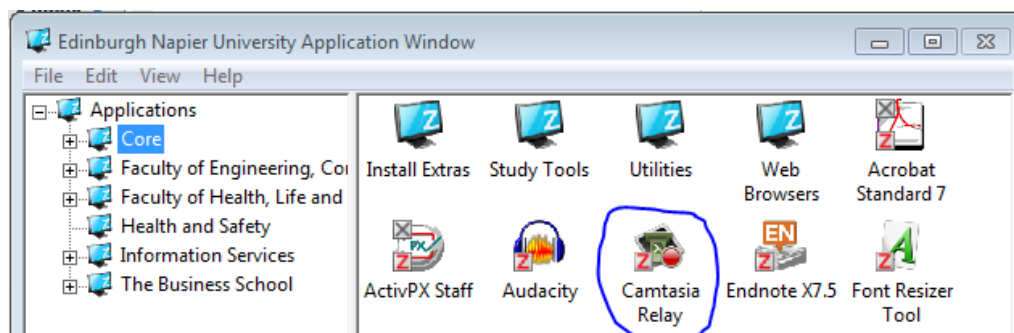 Edinburgh Napier University Application Window
File Edit View Help
Applications
Core
Faculty of Engineering, Co
Faculty of Health, Life and
Health and Safety
Information Services
The Business School
Install Extras Study Tools Utilities Web Browsers Acrobat Standard 7
ActivPX Staff Audacity Camtasia Relay Endnote X7.5 Font Resizer Tool